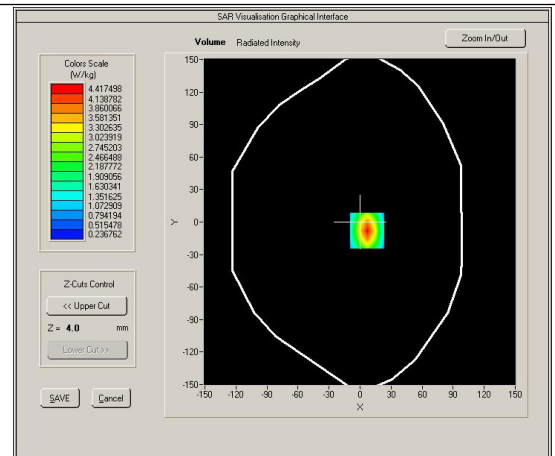 SAR Visualisation Graphical Interface
Volume Radiated Intensity
Zoom In/Out
Colors Scale
(W/kg)
4.417498
4.138782
3.860066
3.581351
3.302635
3.023919
2.745203
2.466488
2.187772
1.909056
1.630341
1.351625
1.072909
0.794194
0.515478
0.236762
Z-Cuts Control
<< Upper Cut
Z = 4.0 mm
Lower Cut >>
SAVE Cancel
150
120
90
60
30
0
-30
-60
-90
-120
-150
Y
-150 -120 -90 -60 -30 0 30 60 90 120 150
X